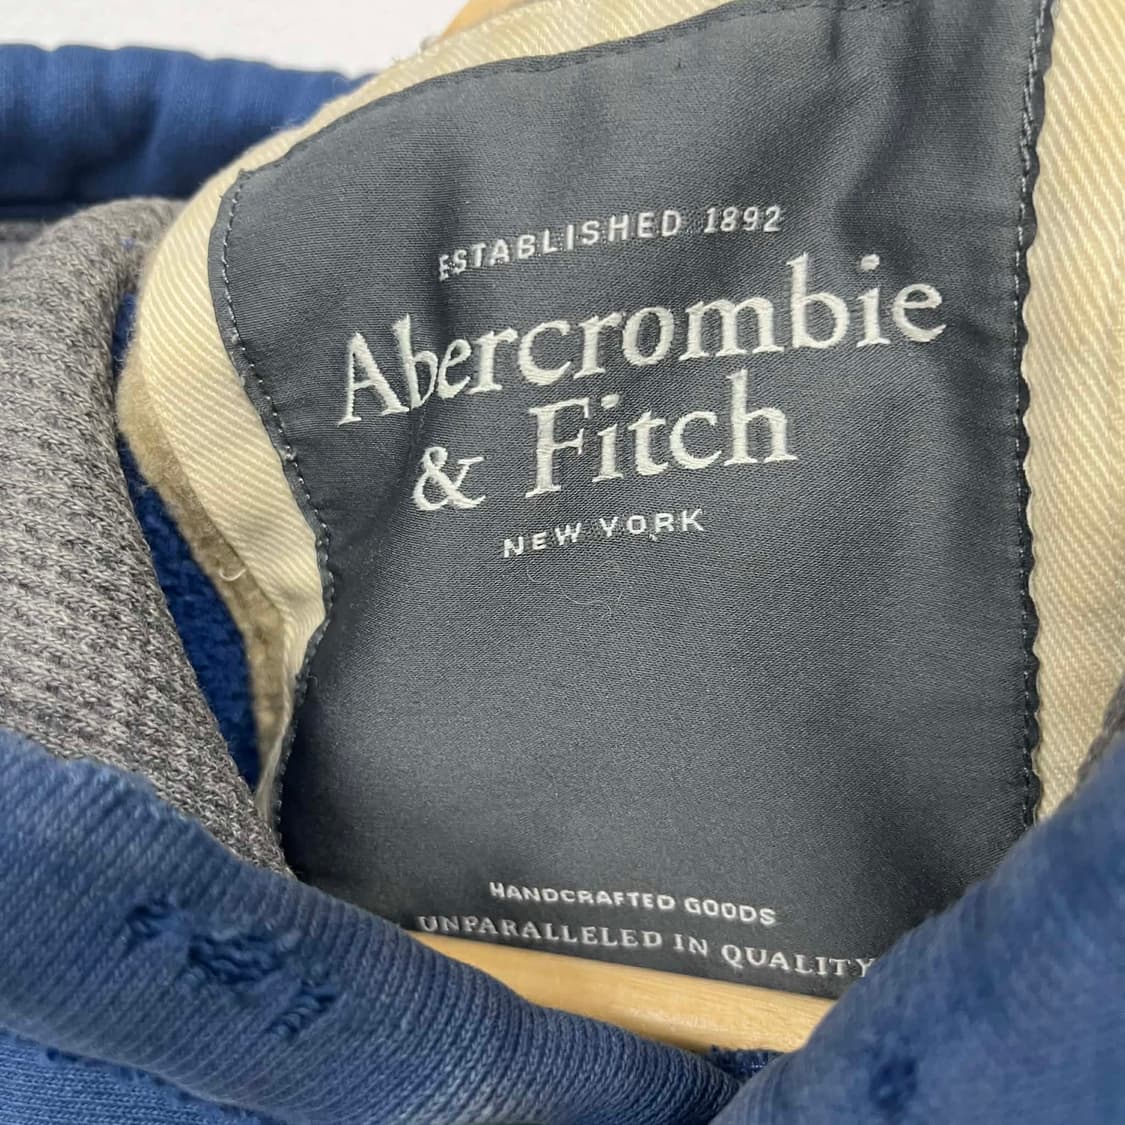 ESTABLISHED 1892
Abercrombie
& Fitch
NEW YORK
HANDCRAFTED GOODS
UNPARALLELED IN QUALITY